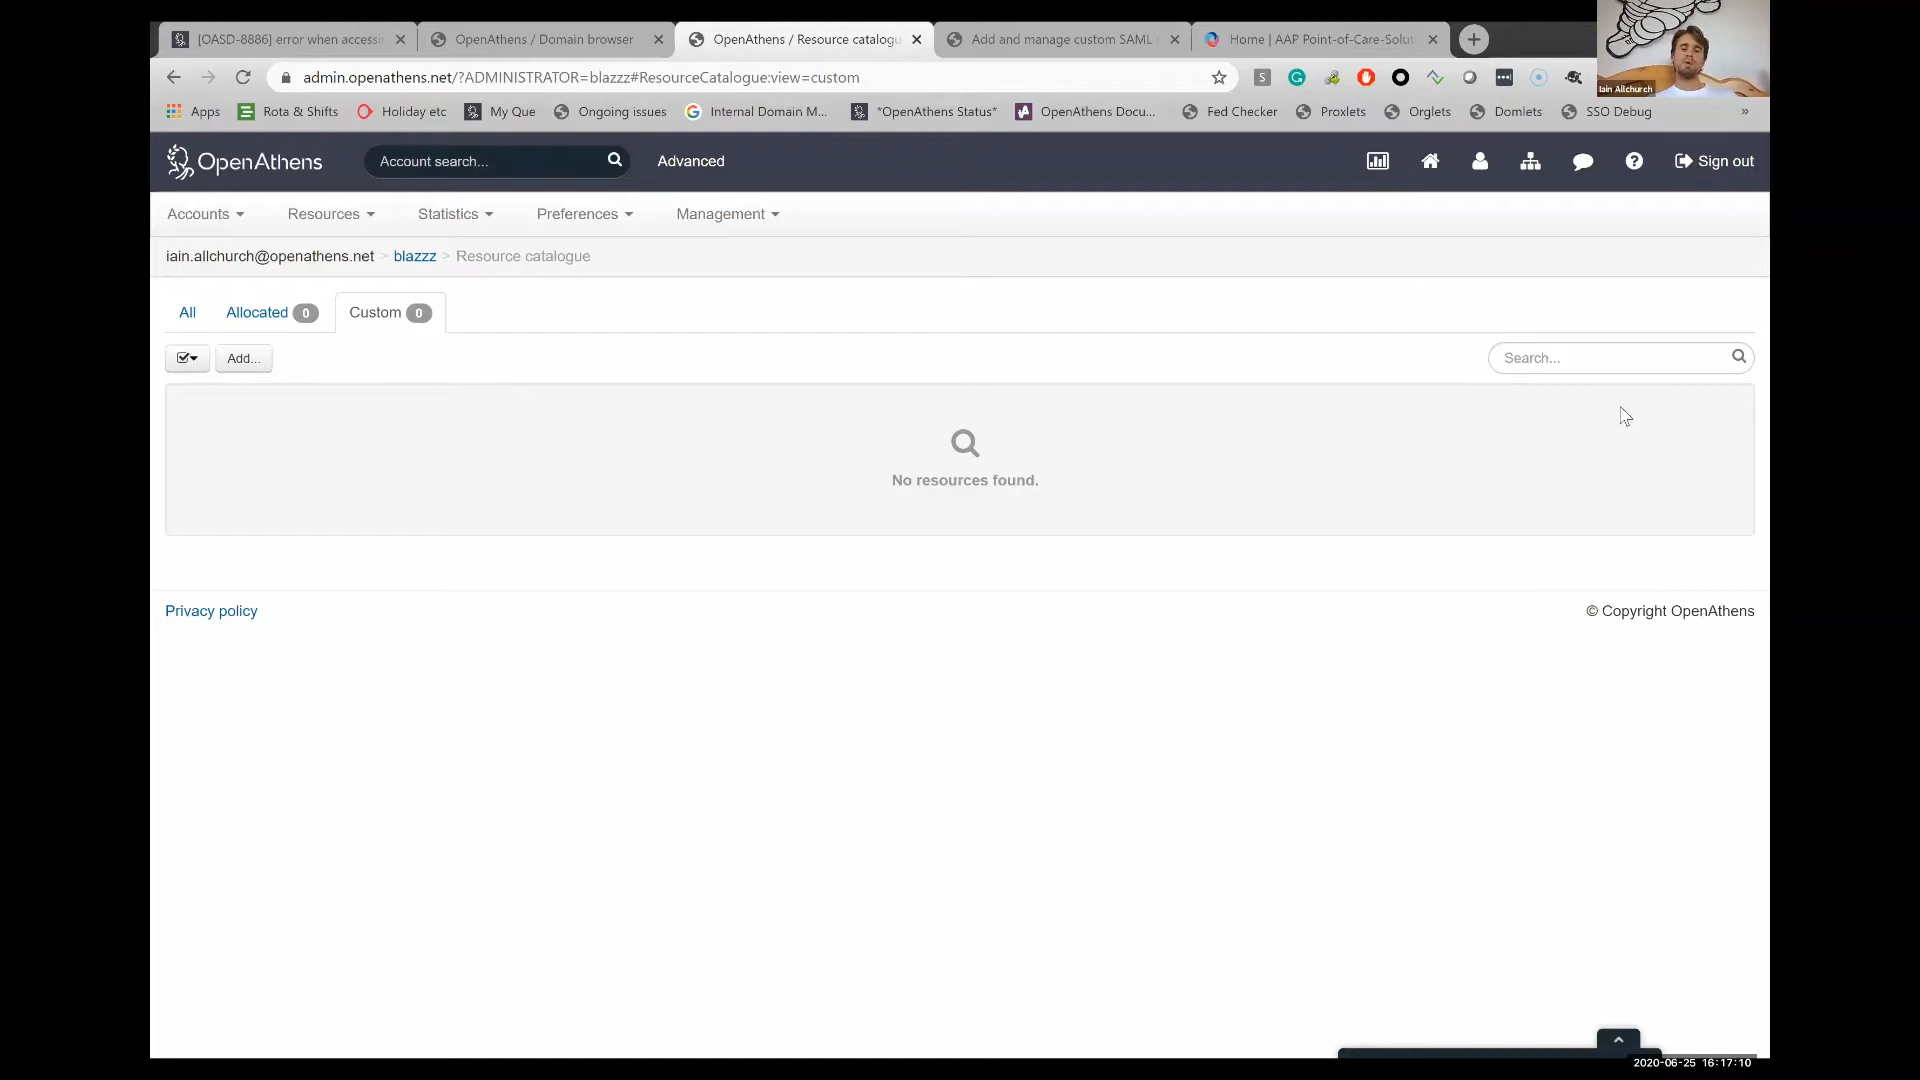 [OASD-8886] error when accessi
OpenAthens / Domain browser
OpenAthens / Resource catalogu
Add and manage custom SAML
Home | AAP Point-of-Care-Solut
Iain Allchurch
admin.openathens.net/?ADMINISTRATOR=blazzz#ResourceCatalogue:view=custom
Apps
Rota & Shifts
Holiday etc
My Que
Ongoing issues
Internal Domain M...
*OpenAthens Status*
OpenAthens Docu...
Fed Checker
Proxlets
Orglets
Domlets
SSO Debug
»
OpenAthens
Account search...
Advanced
Sign out
Accounts
Resources
Statistics
Preferences
Management
iain.allchurch@openathens.net > blazzz > Resource catalogue
All
Allocated 0
Custom 0
Add...
Search...
No resources found.
Privacy policy
© Copyright OpenAthens
2020-06-25 16:17:10